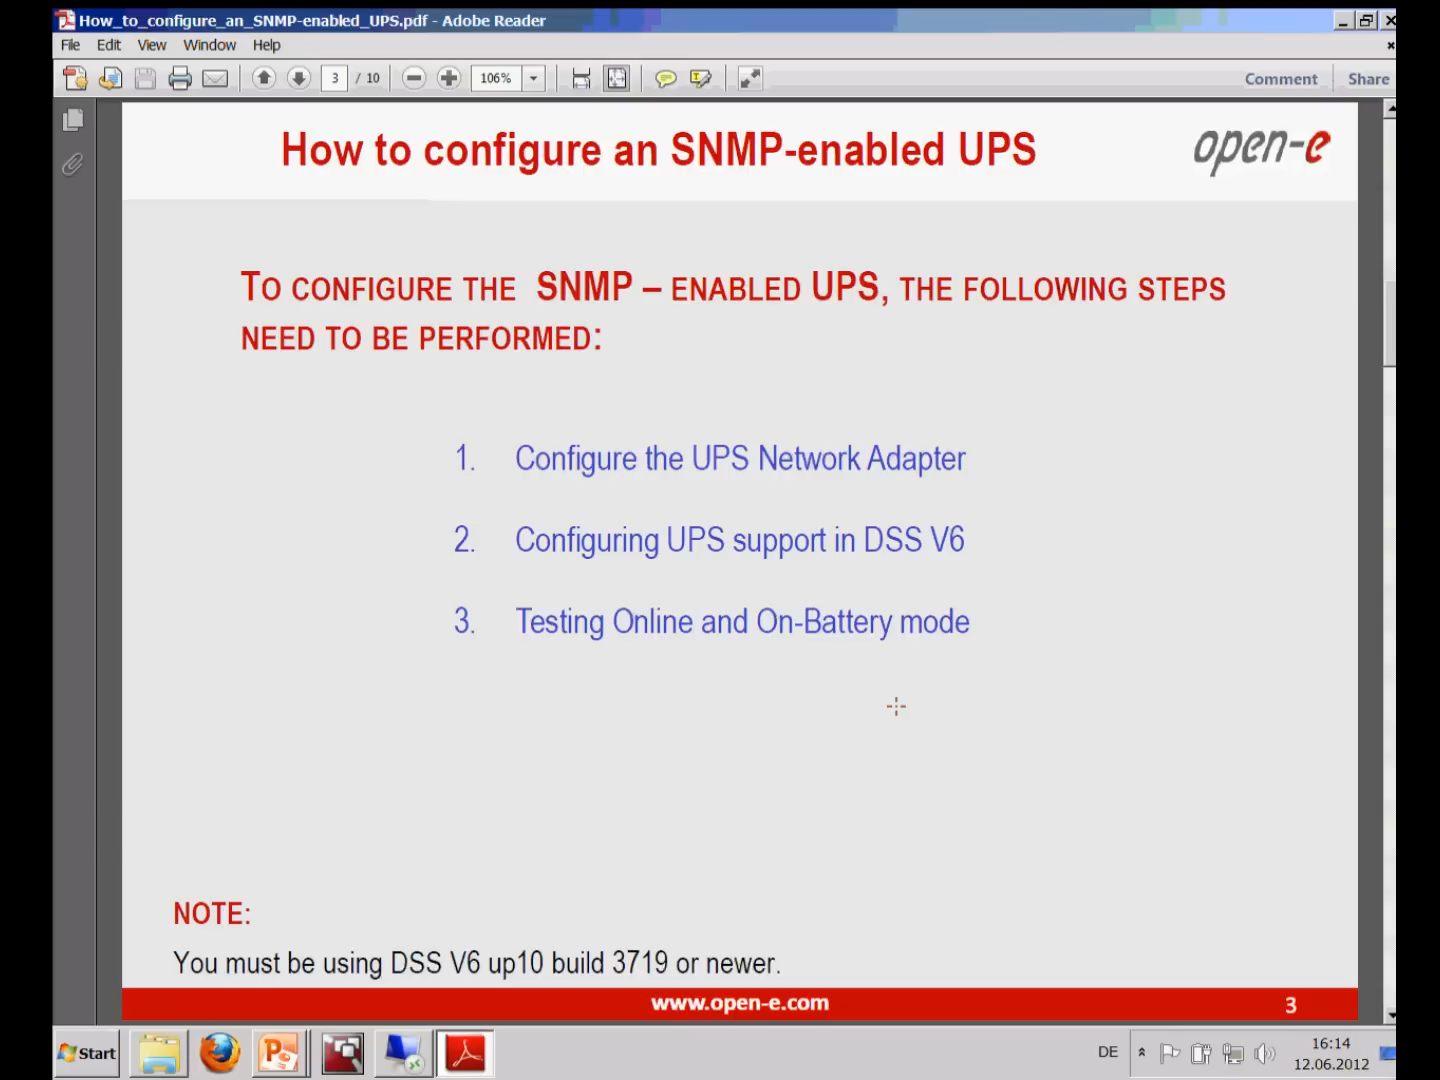 How_to_configure_an_SNMP-enabled_UPS.pdf - Adobe Reader
File Edit View Window Help
3 / 10 106% Comment Share
How to configure an SNMP-enabled UPS
open-e
TO CONFIGURE THE SNMP – ENABLED UPS, THE FOLLOWING STEPS
NEED TO BE PERFORMED:
1. Configure the UPS Network Adapter
2. Configuring UPS support in DSS V6
3. Testing Online and On-Battery mode
NOTE:
You must be using DSS V6 up10 build 3719 or newer.
www.open-e.com 3
Start DE 16:14
12.06.2012